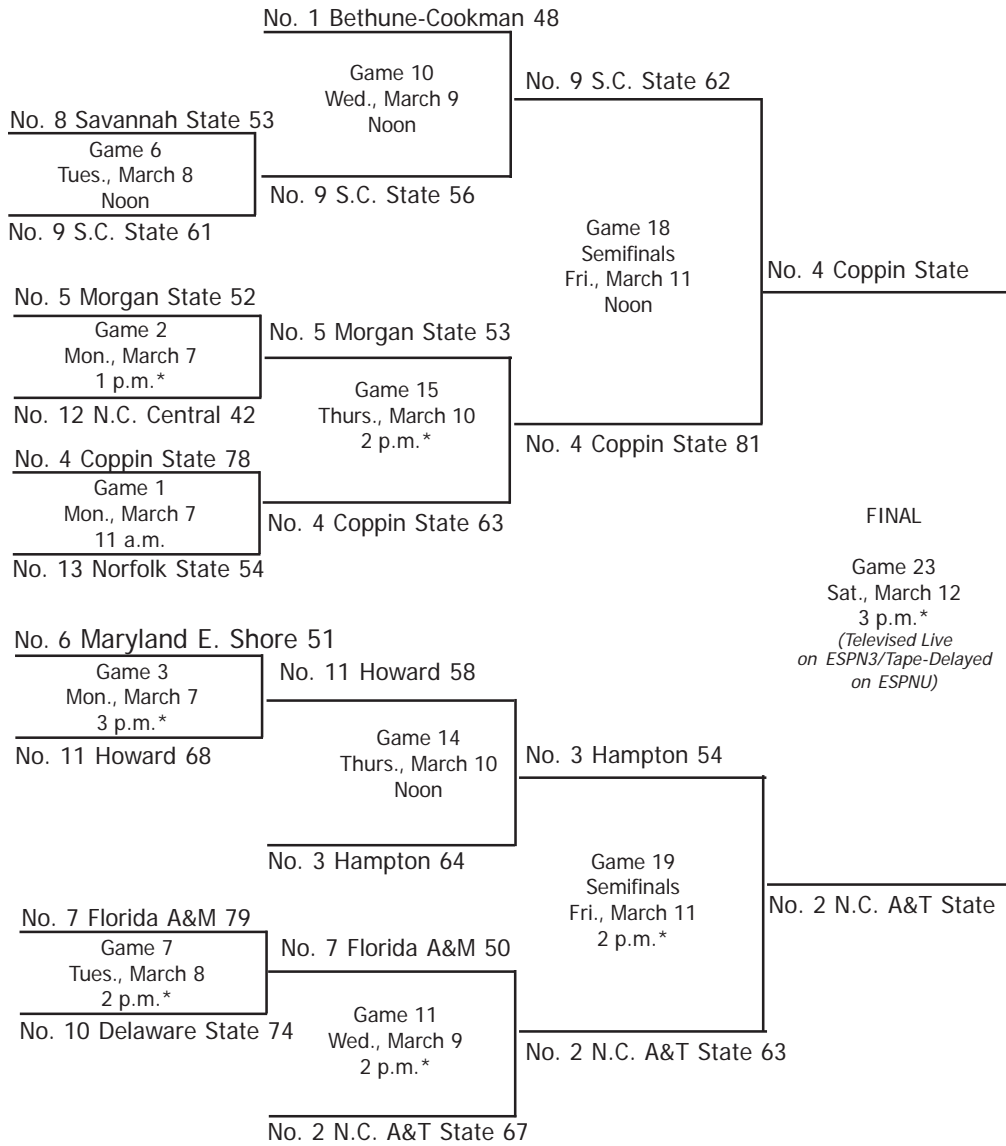 No. 1 Bethune-Cookman 48
Game 10
Wed., March 9
Noon
No. 9 S.C. State 62
No. 8 Savannah State 53
Game 6
Tues., March 8
Noon
No. 9 S.C. State 56
No. 9 S.C. State 61
Game 18
Semifinals
Fri., March 11
Noon
No. 4 Coppin State
No. 5 Morgan State 52
Game 2
Mon., March 7
1 p.m.*
No. 5 Morgan State 53
No. 12 N.C. Central 42
Game 15
Thurs., March 10
2 p.m.*
No. 4 Coppin State 81
No. 4 Coppin State 78
Game 1
Mon., March 7
11 a.m.
No. 4 Coppin State 63
No. 13 Norfolk State 54
FINAL
Game 23
Sat., March 12
3 p.m.*
(Televised Live
on ESPN3/Tape-Delayed
on ESPNU)
No. 6 Maryland E. Shore 51
Game 3
Mon., March 7
3 p.m.*
No. 11 Howard 58
No. 11 Howard 68
Game 14
Thurs., March 10
Noon
No. 3 Hampton 54
No. 3 Hampton 64
Game 19
Semifinals
Fri., March 11
2 p.m.*
No. 2 N.C. A&T State
No. 7 Florida A&M 79
Game 7
Tues., March 8
2 p.m.*
No. 7 Florida A&M 50
No. 10 Delaware State 74
Game 11
Wed., March 9
2 p.m.*
No. 2 N.C. A&T State 63
No. 2 N.C. A&T State 67